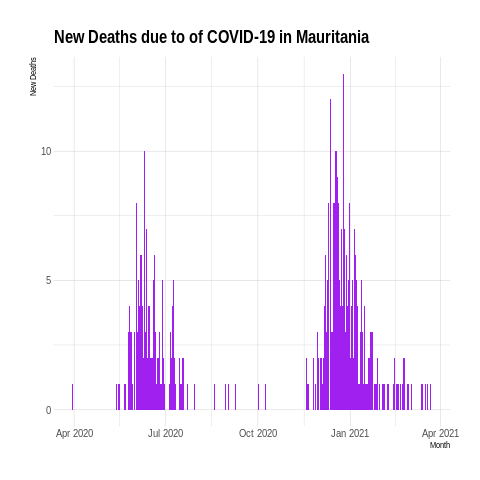 New Deaths due to of COVID-19 in Mauritania
New Deaths
10
5
0
Apr 2020 Jul 2020 Oct 2020 Jan 2021 Apr 2021
Month